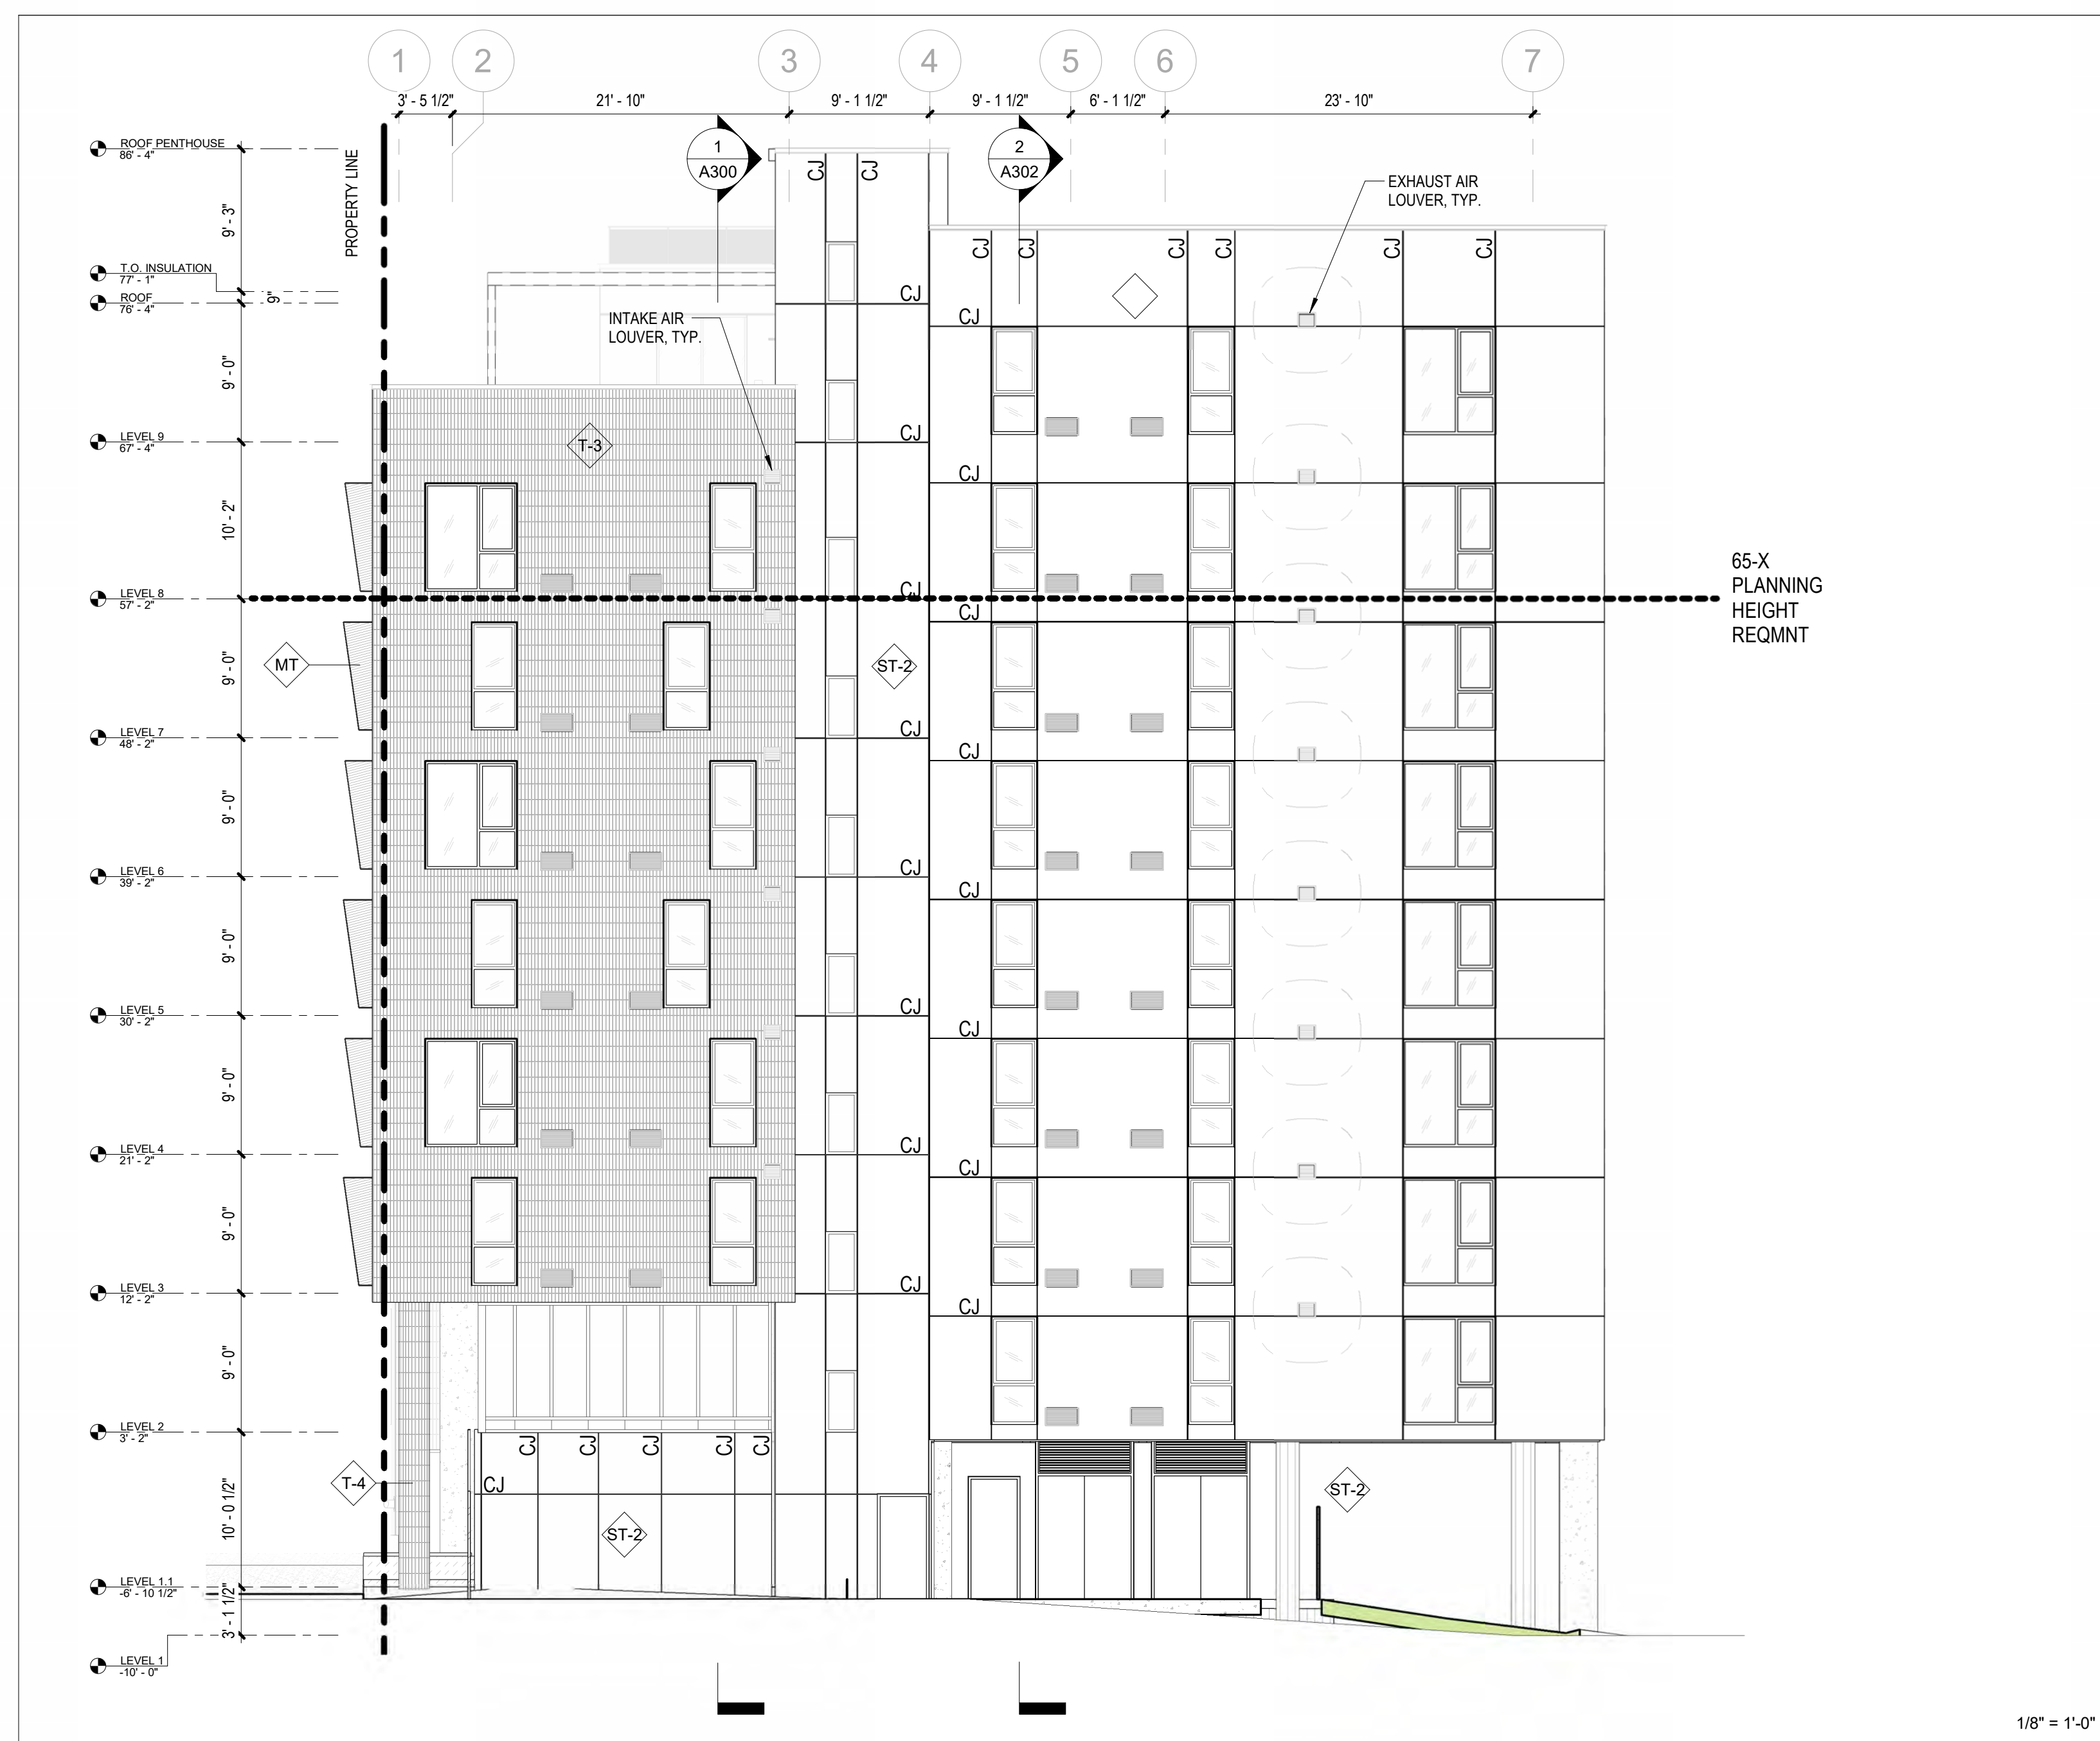 1
2
3
4
5
6
7
3' - 5 1/2"
21' - 10"
9' - 1 1/2"
9' - 1 1/2"
6' - 1 1/2"
23' - 10"
ROOF PENTHOUSE
86' - 4"
PROPERTY LINE
1
A300
2
A302
CJ
CJ
EXHAUST AIR
LOUVER, TYP.
9' - 3"
CJ
CJ
CJ
CJ
CJ
CJ
T.O. INSULATION
77' - 1"
9"
ROOF
76' - 4"
CJ
CJ
INTAKE AIR
LOUVER, TYP.
9' - 0"
LEVEL 9
67' - 4"
T-3
CJ
CJ
10' - 2"
65-X
PLANNING
HEIGHT
REQMNT
LEVEL 8
57' - 2"
CJ
CJ
MT
9' - 0"
ST-2
LEVEL 7
48' - 2"
CJ
CJ
9' - 0"
LEVEL 6
39' - 2"
CJ
CJ
9' - 0"
LEVEL 5
30' - 2"
CJ
CJ
9' - 0"
LEVEL 4
21' - 2"
CJ
CJ
9' - 0"
LEVEL 3
12' - 2"
CJ
CJ
9' - 0"
LEVEL 2
3' - 2"
CJ
CJ
CJ
CJ
CJ
CJ
T-4
10' - 0 1/2"
ST-2
ST-2
LEVEL 1.1
-6' - 10 1/2"
3' - 1 1/2"
LEVEL 1
-10' - 0"
1/8" = 1'-0"